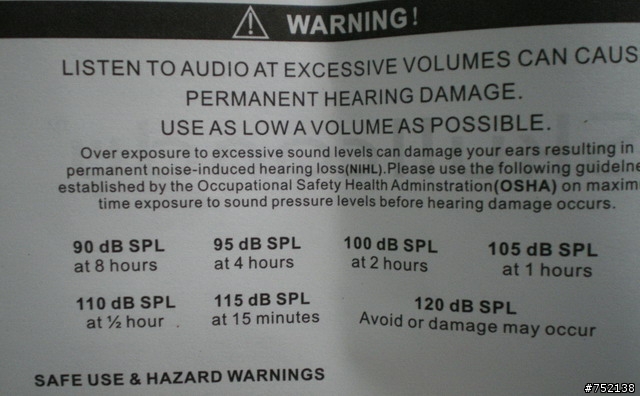 WARNING!
LISTEN TO AUDIO AT EXCESSIVE VOLUMES CAN CAUS
PERMANENT HEARING DAMAGE.
USE AS LOW A VOLUME AS POSSIBLE.
Over exposure to excessive sound levels can damage your ears resulting in
permanent noise-induced hearing loss(NIHL).Please use the following guidelne
established by the Occupational Safety Health Adminstration(OSHA) on maxim
time exposure to sound pressure levels before hearing damage occurs.
90 dB SPL 95 dB SPL 100 dB SPL 105 dB SPL
at 8 hours at 4 hours at 2 hours at 1 hours
110 dB SPL 115 dB SPL 120 dB SPL
at ½ hour . at 15 minutes Avoid or damage may occur
SAFE USE & HAZARD WARNINGS
#752138